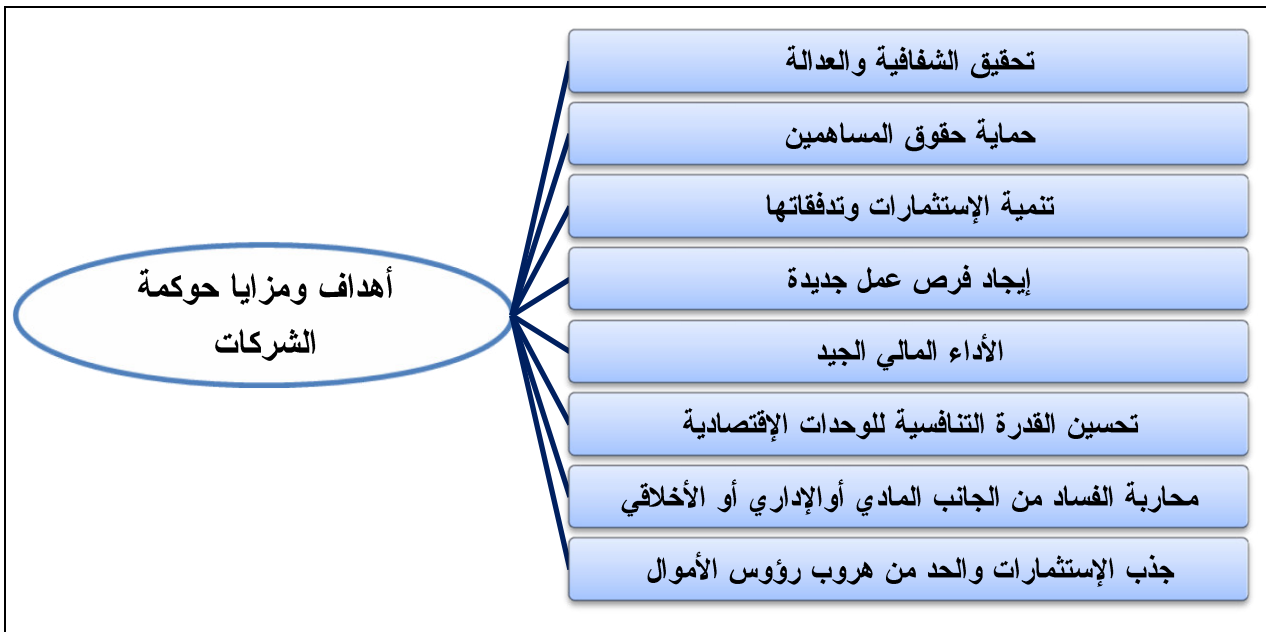 أهداف ومزايا حوكمة
الشركات
تحقيق الشفافية والعدالة
حماية حقوق المساهمين
تنمية الإستثمارات وتدفقاتها
إيجاد فرص عمل جديدة
الأداء المالي الجيد
تحسين القدرة التنافسية للوحدات الإقتصادية
محاربة الفساد من الجانب المادي أوالإداري أو الأخلاقي
جذب الإستثمارات والحد من هروب رؤوس الأموال